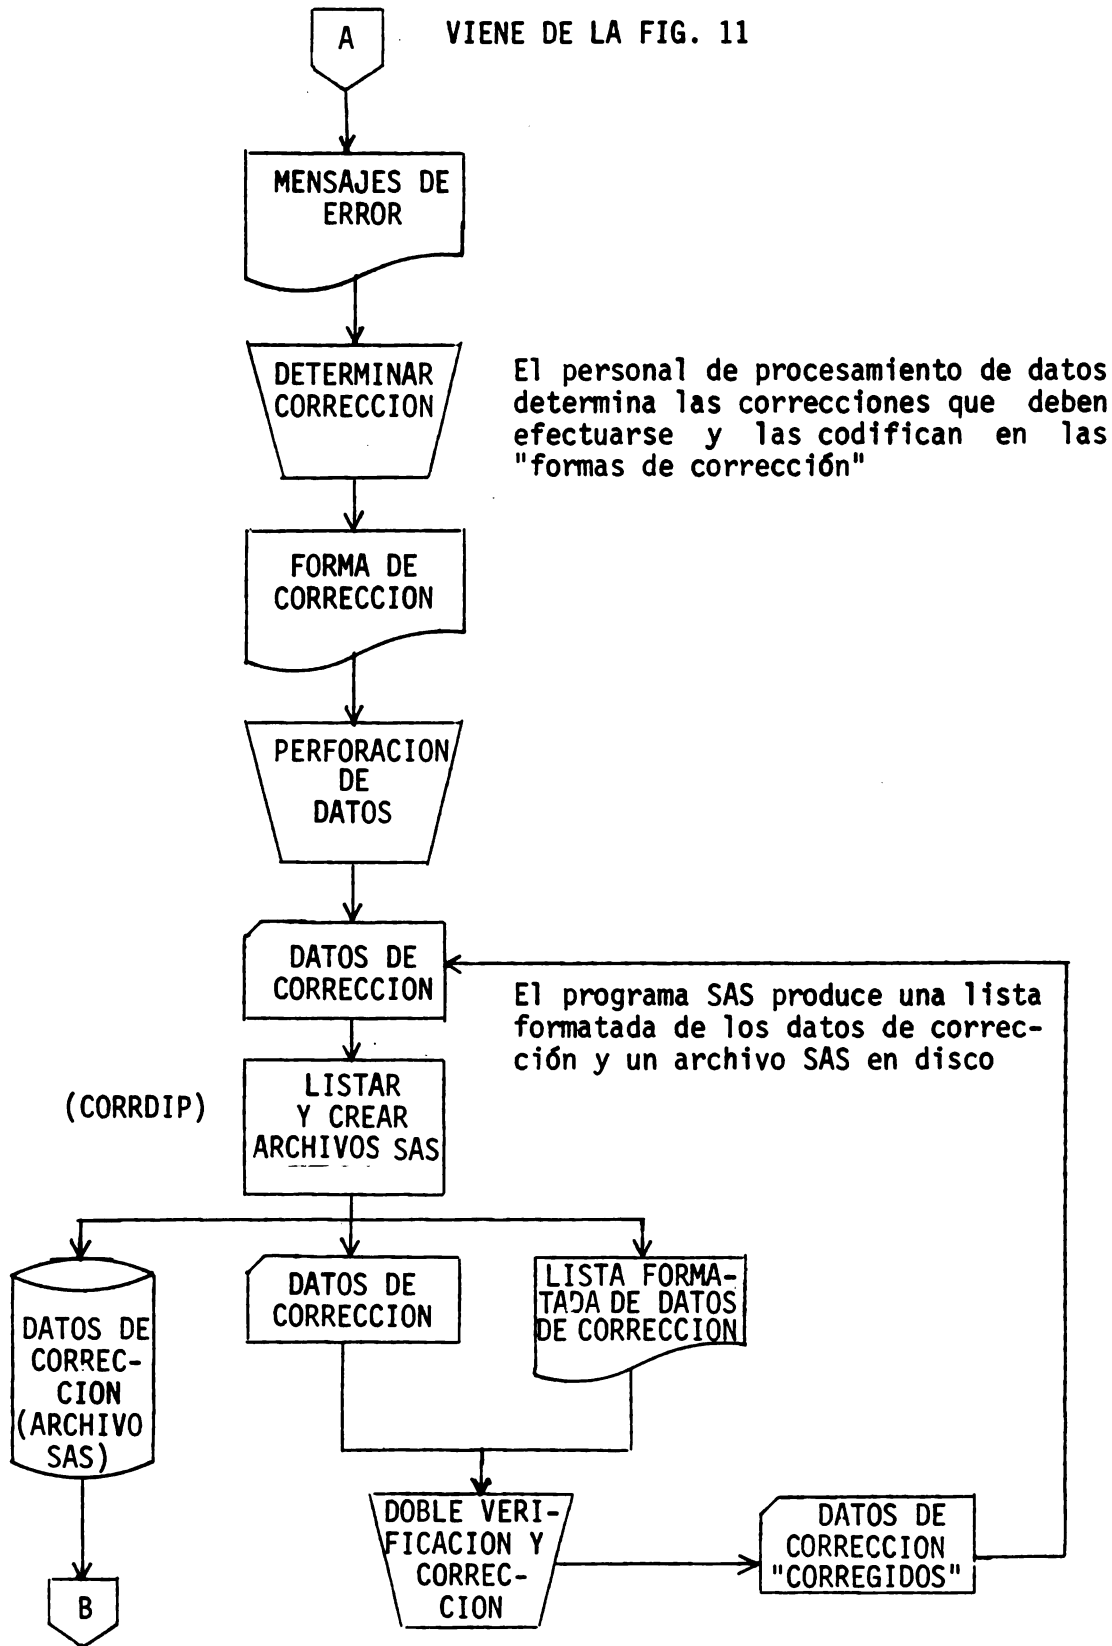 A
VIENE DE LA FIG. 11
MENSAJES DE
ERROR
DETERMINAR
CORRECCION
El personal de procesamiento de datos
determina las correcciones que deben
efectuarse y las codifican en las
"formas de corrección"
FORMA DE
CORRECCION
PERFORACION
DE
DATOS
DATOS DE
CORRECCION
El programa SAS produce una lista
formatada de los datos de correc-
ción y un archivo SAS en disco
(CORRDIP)
LISTAR
Y CREAR
ARCHIVOS SAS
DATOS DE
CORREC-
CION
(ARCHIVO
SAS)
DATOS DE
CORRECCION
LISTA FORMA-
TADA DE DATOS
DE CORRECCION
DOBLE VERI-
FICACION Y
CORREC-
CION
DATOS DE
CORRECCION
"CORREGIDOS"
B